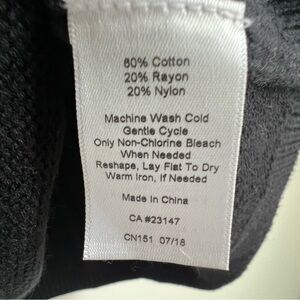 60% Cotton
20% Rayon
20% Nylon
Machine Wash Cold
Gentle Cycle
Only Non-Chlorine Bleach
When Needed
Reshape, Lay Flat To Dry
Warm Iron, If Needed
Made In China
CA #23147
CN151 07/18